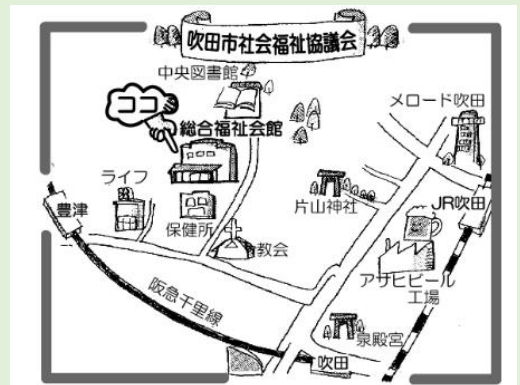 吹田市社会福祉協議会
中央図書館
ココ
総合福祉会館
メロード吹田
ライフ
豊津
保健所
片山神社
JR吹田
教会
アサヒビール
工場
阪急千里線
泉殿宮
吹田